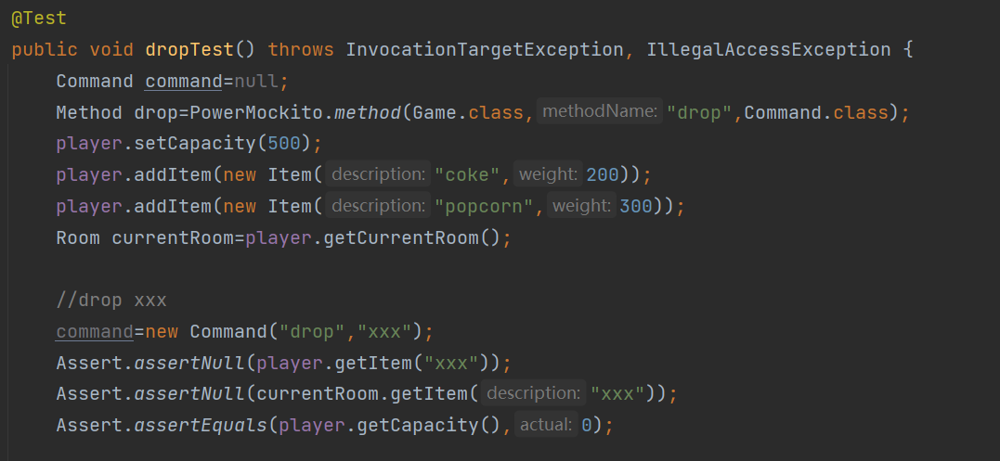 @Test
public void dropTest() throws InvocationTargetException, IllegalAccessException {
Command command=null;
Method drop=PowerMockito.method(Game.class, methodName: "drop",Command.class);
player.setCapacity(500);
player.addItem(new Item( description: "coke", weight: 200));
player.addItem(new Item( description: "popcorn", weight: 300));
Room currentRoom=player.getCurrentRoom();
//drop xxx
command=new Command("drop","xxx");
Assert.assertNull(player.getItem("xxx"));
Assert.assertNull(currentRoom.getItem( description: "xxx"));
Assert.assertEquals(player.getCapacity(), actual: 0);